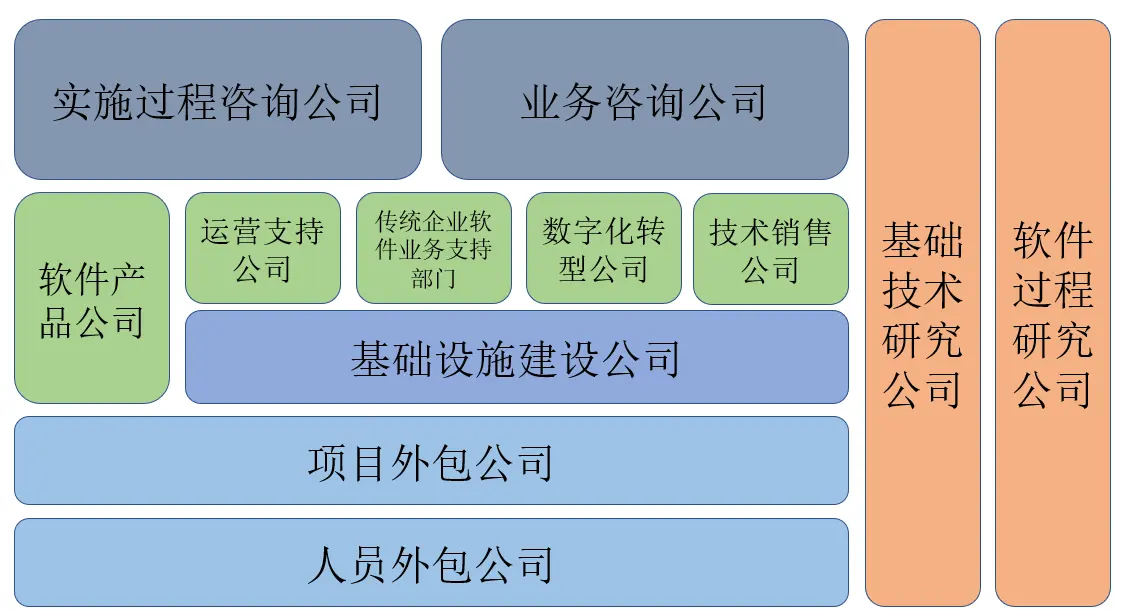 实施过程咨询公司
业务咨询公司
软件产
品公司
运营支持
公司
传统企业软
件业务支持
部门
数字化转
型公司
技术销售
公司
基础设施建设公司
项目外包公司
人员外包公司
基础
技术
研究
公司
软件
过程
研究
公司